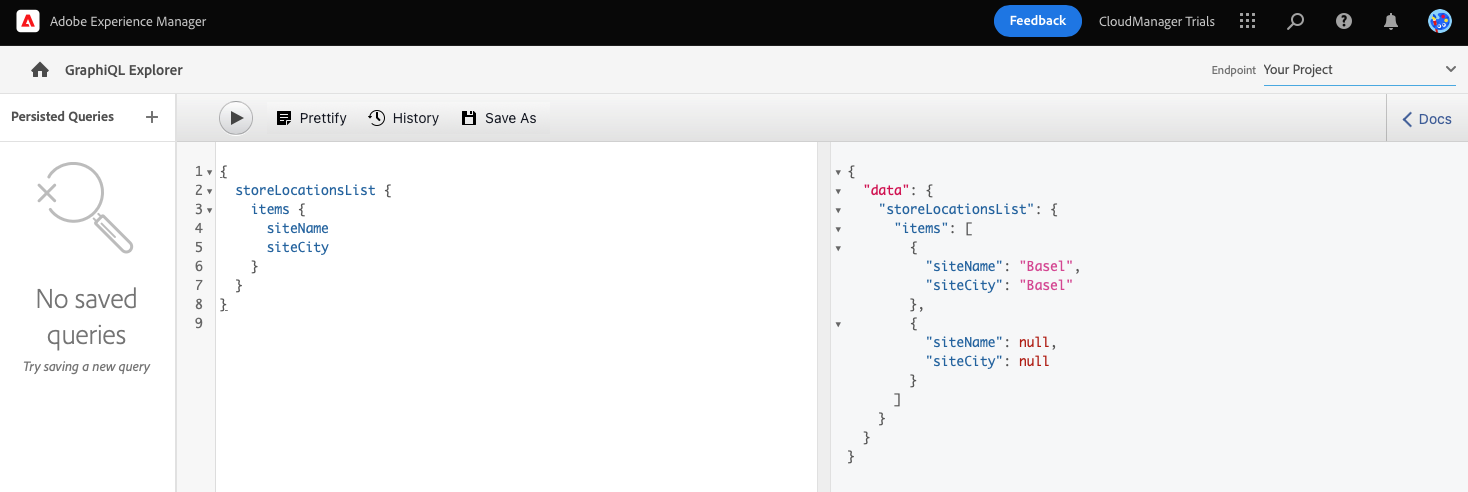 Adobe Experience Manager
Feedback
CloudManager Trials
GraphiQL Explorer
Endpoint Your Project
Persisted Queries +
Prettify
History
Save As
Docs
No saved
queries
Try saving a new query
1 {
2   storeLocationsList {
3     items {
4       siteName
5       siteCity
6     }
7   }
8 }
9
{
  "data": {
    "storeLocationsList": {
      "items": [
        {
          "siteName": "Basel",
          "siteCity": "Basel"
        },
        {
          "siteName": null,
          "siteCity": null
        }
      ]
    }
  }
}